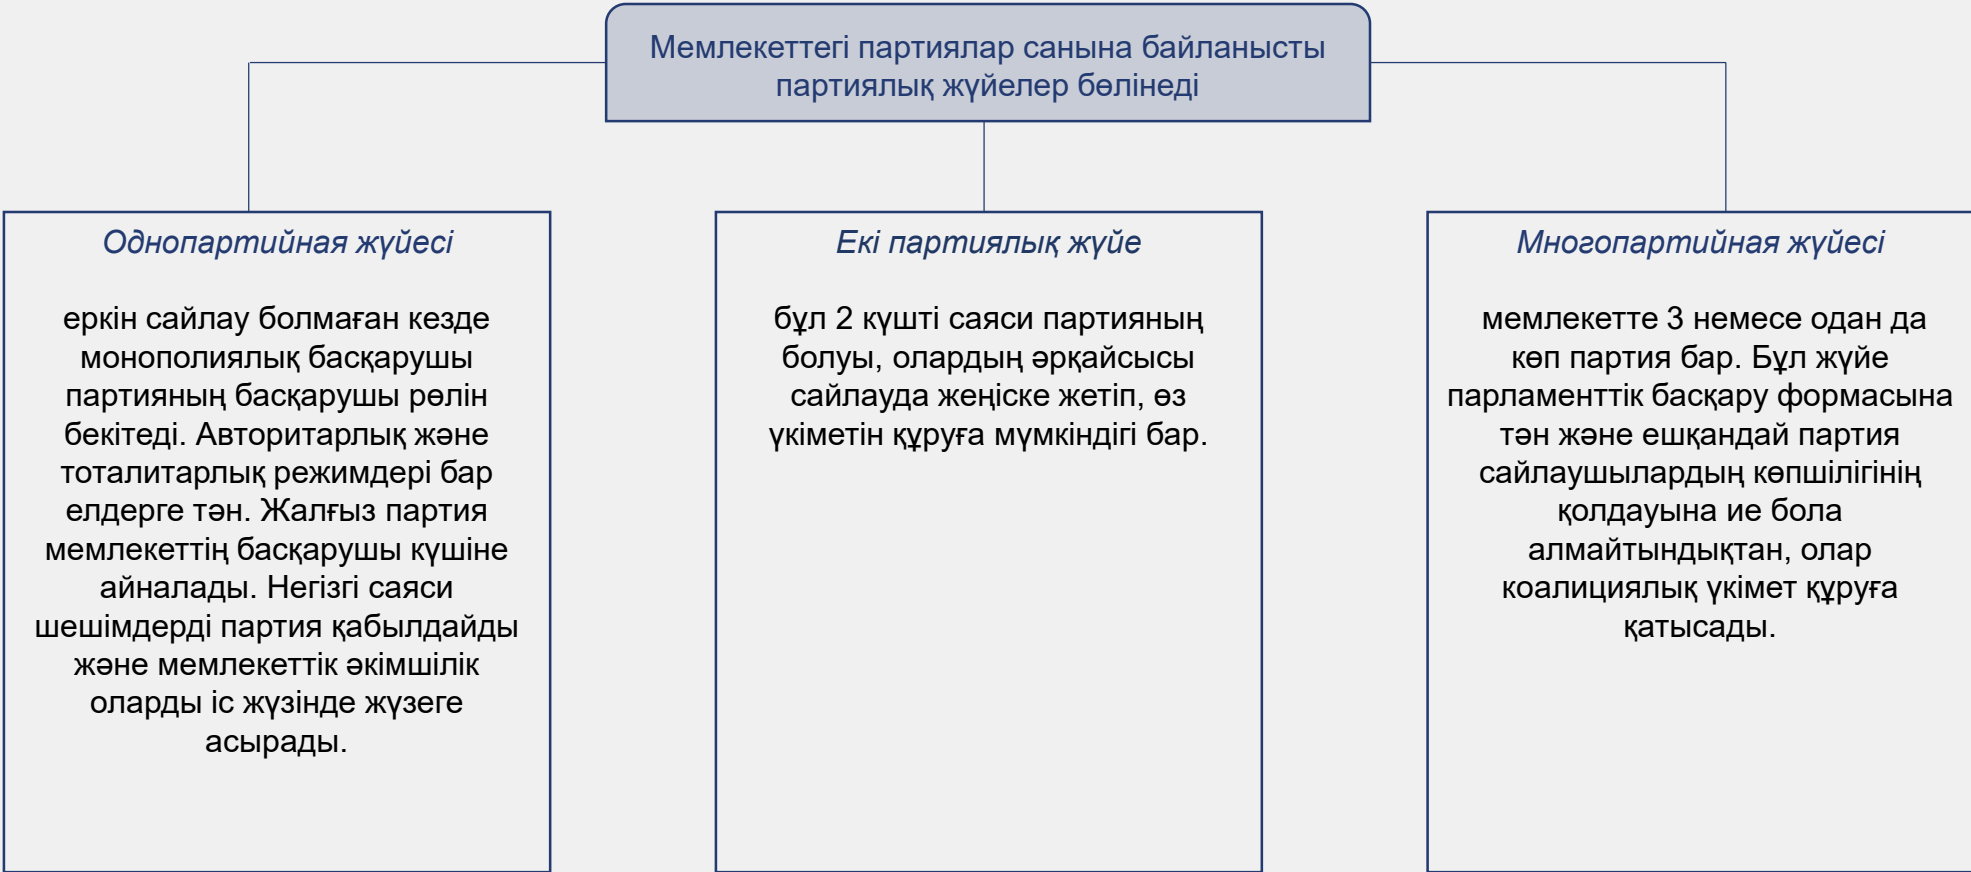 Мемлекеттегі партиялар санына байланысты
партиялық жүйелер бөлінеді
Однопартийная жүйесі
еркін сайлау болмаған кезде
монополиялық басқарушы
партияның басқарушы рөлін
бекітеді. Авторитарлық және
тоталитарлық режимдері бар
елдерге тән. Жалғыз партия
мемлекеттің басқарушы күшіне
айналады. Негізгі саяси
шешімдерді партия қабылдайды
және мемлекеттік әкімшілік
оларды іс жүзінде жүзеге
асырады.
Екі партиялық жүйе
бұл 2 күшті саяси партияның
болуы, олардың әрқайсысы
сайлауда жеңіске жетіп, өз
үкіметін құруға мүмкіндігі бар.
Многопартийная жүйесі
мемлекетте 3 немесе одан да
көп партия бар. Бұл жүйе
парламенттік басқару формасына
тән және ешқандай партия
сайлаушылардың көпшілігінің
қолдауына ие бола
алмайтындықтан, олар
коалициялық үкімет құруға
қатысады.